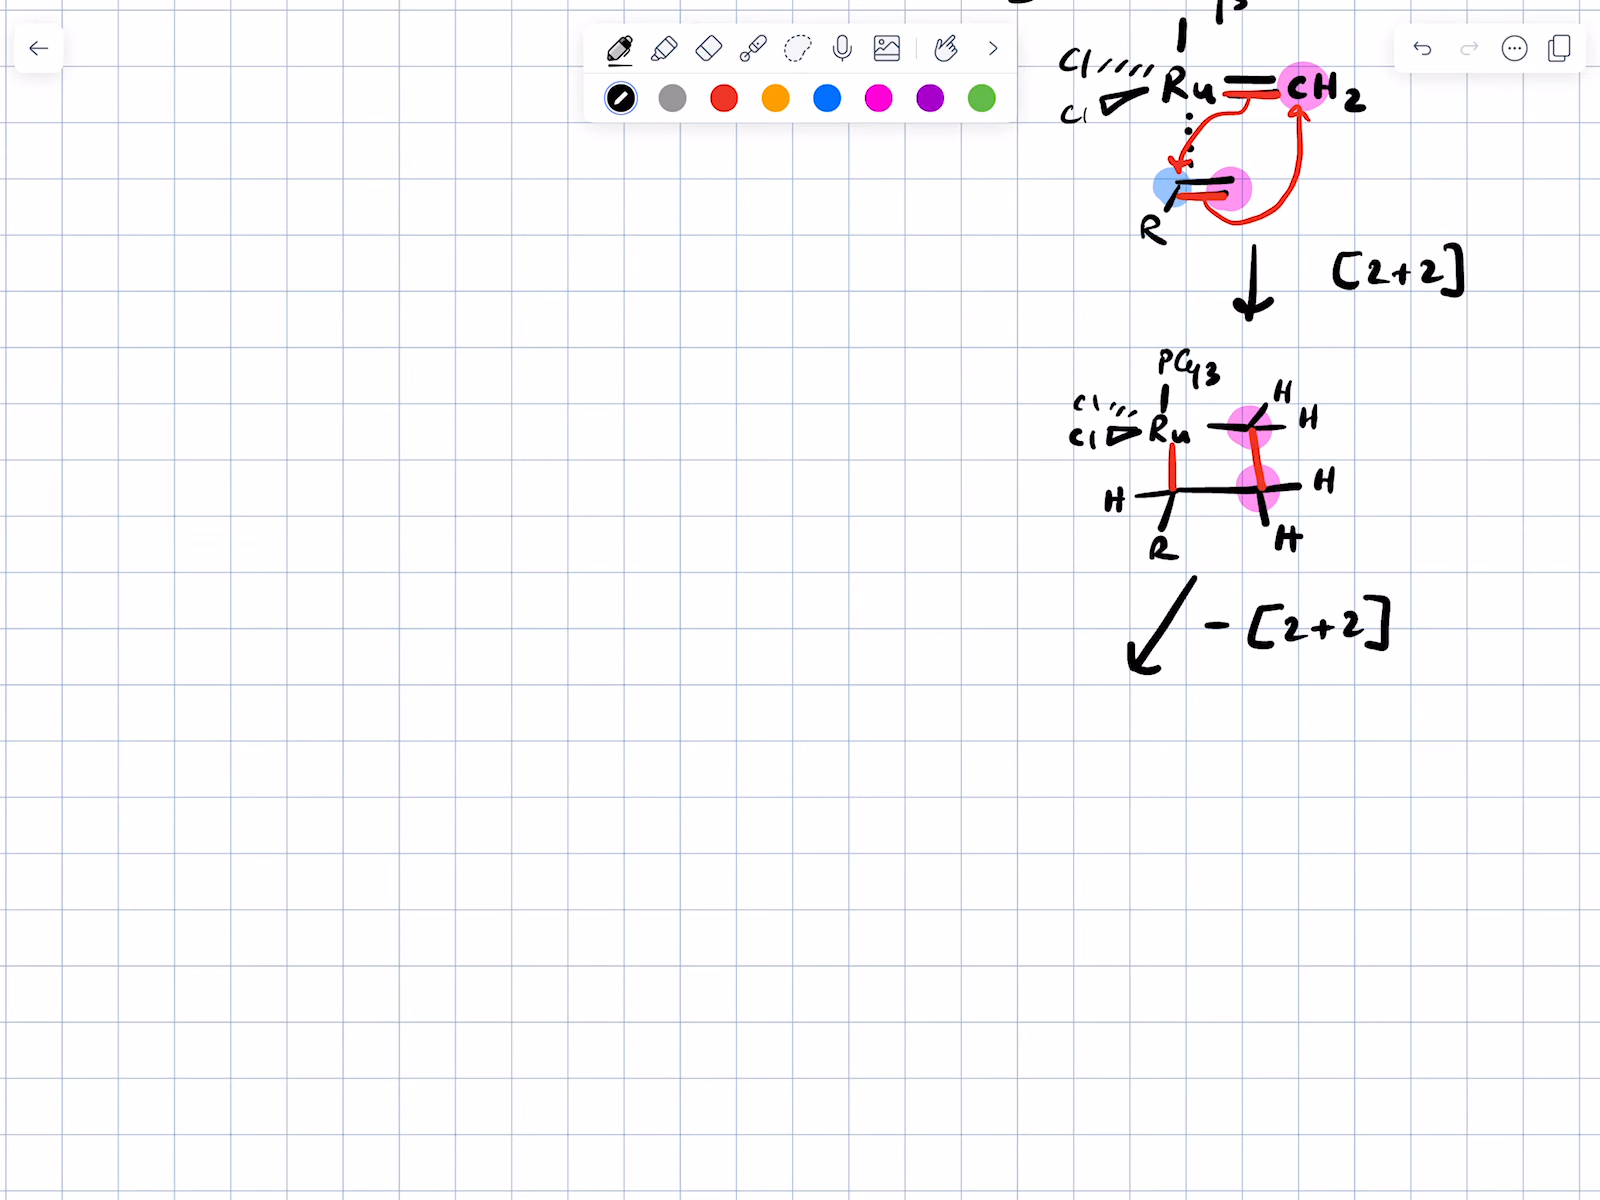 Cl Ru CH2
Cl
R
[2+2]
PCy3
Cl H
Cl Ru H
H H
R H
- [2+2]